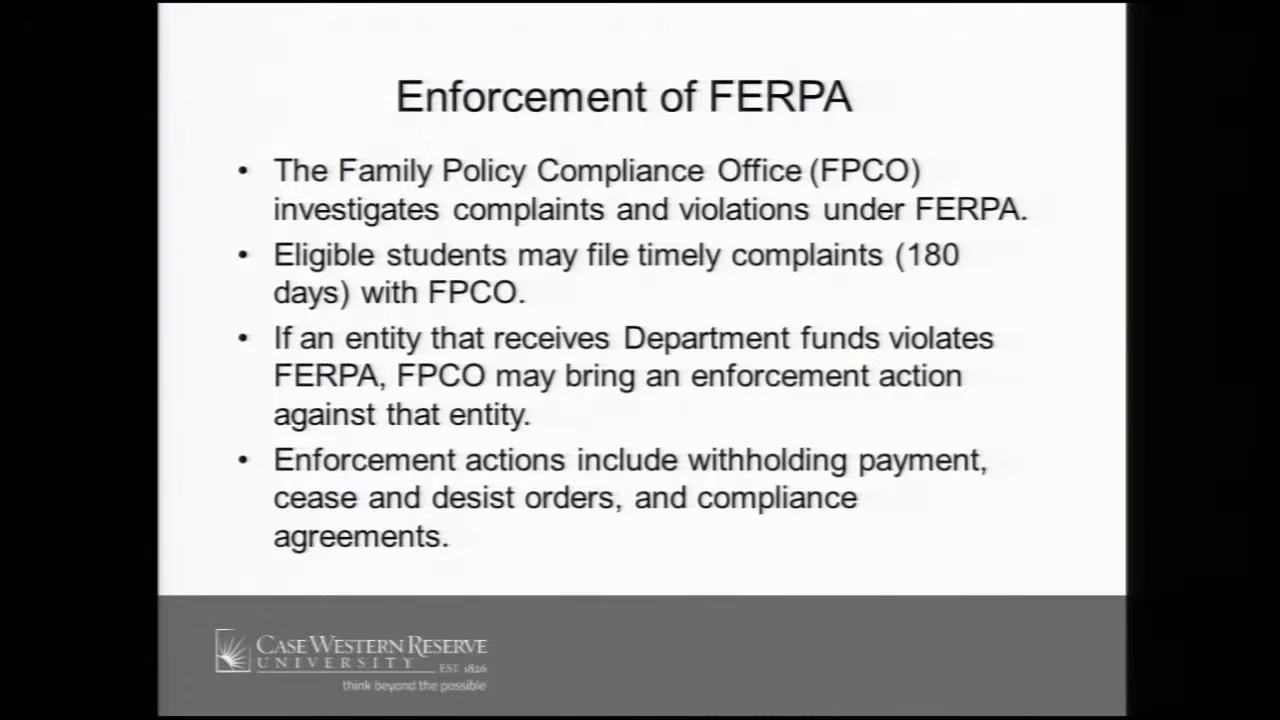 Enforcement of FERPA
• The Family Policy Compliance Office (FPCO)
investigates complaints and violations under FERPA.
• Eligible students may file timely complaints (180
days) with FPCO.
• If an entity that receives Department funds violates
FERPA, FPCO may bring an enforcement action
against that entity.
• Enforcement actions include withholding payment,
cease and desist orders, and compliance
agreements.
CASE WESTERN RESERVE
UNIVERSITY EST. 1826
think beyond the possible